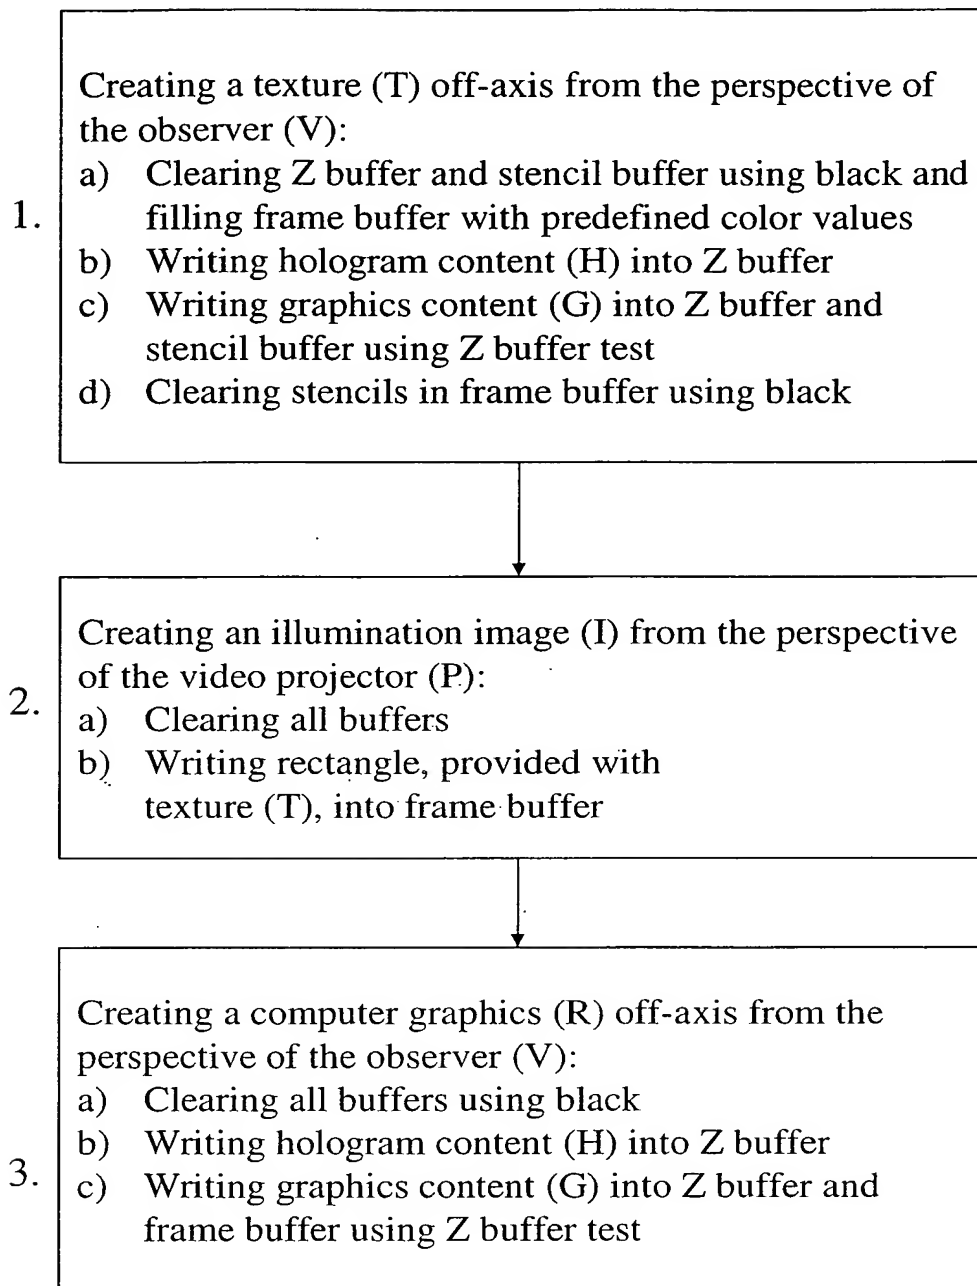 Creating a texture (T) off-axis from the perspective of
the observer (V):
a) Clearing Z buffer and stencil buffer using black and
1.
filling frame buffer with predefined color values
b) Writing hologram content (H) into Z buffer
c) Writing graphics content (G) into Z buffer and
stencil buffer using Z buffer test
d) Clearing stencils in frame buffer using black
Creating an illumination image (I) from the perspective
of the video projector (P):
2.
a) Clearing all buffers
b) Writing rectangle, provided with
texture (T), into frame buffer
Creating a computer graphics (R) off-axis from the
perspective of the observer (V):
a) Clearing all buffers using black
b) Writing hologram content (H) into Z buffer
3.
c) Writing graphics content (G) into Z buffer and
frame buffer using Z buffer test